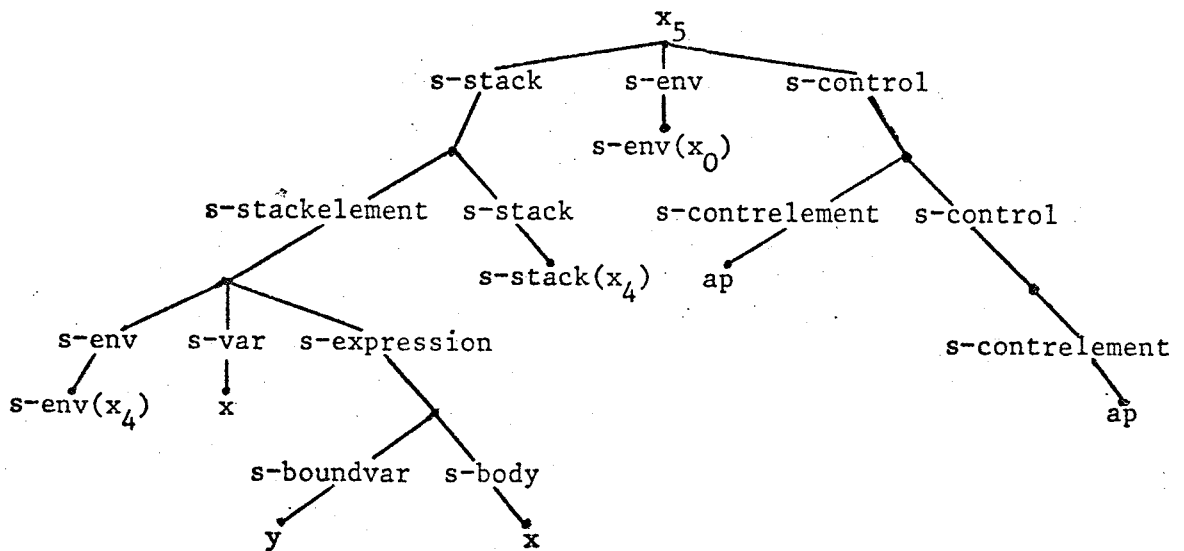 x₅
s-stack s-env s-control
s-env(x₀)
s-stackelement s-stack s-contrelement s-control
s-stack(x₄) ap
s-env s-var s-expression s-contrelement
s-env(x₄) x ap
s-boundvar s-body
y x